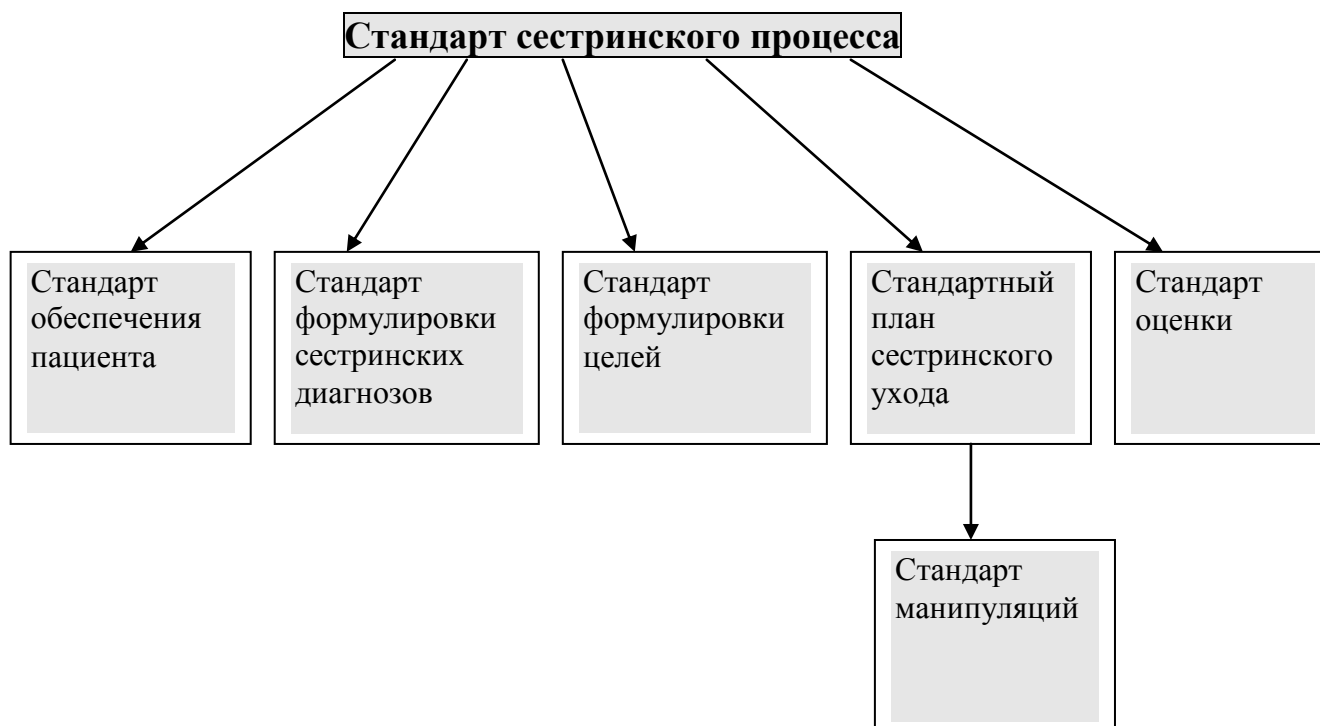 Стандарт сестринского процесса
Стандарт
обеспечения
пациента
Стандарт
формулировки
сестринских
диагнозов
Стандарт
формулировки
целей
Стандартный
план
сестринского
ухода
Стандарт
оценки
Стандарт
манипуляций